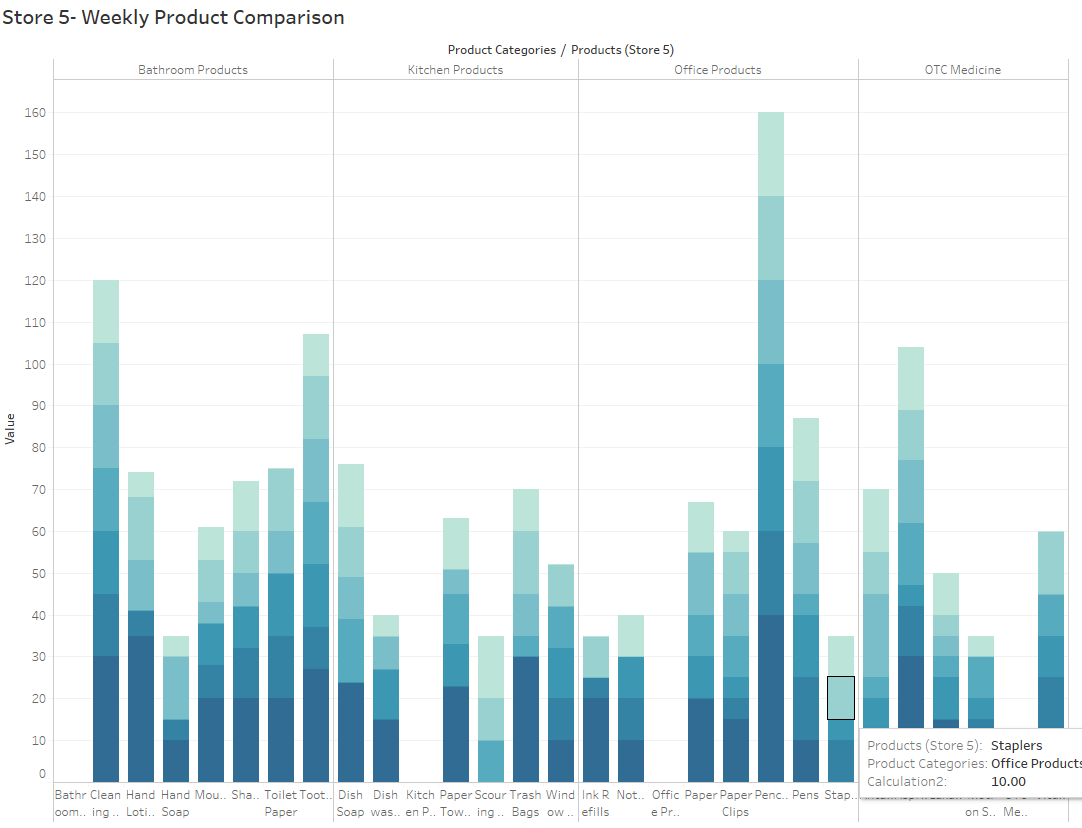 Store 5- Weekly Product Comparison
Product Categories / Products (Store 5)
Bathroom Products Kitchen Products Office Products OTC Medicine
160
150
140
130
120
110
100
90
80
70
60
50
40
30
20
10
0
Value
Products (Store 5): Staplers
Product Categories: Office Products
Calculation2: 10.00
Bathr Clean Hand Hand Mou.. Sha.. Toilet Toot.. Dish Dish Kitch Paper Scour Trash Wind Ink R Not.. Offic Paper Paper Penc.. Pens Stap..
oom.. ing .. Loti.. Soap Paper Soap was.. en P.. Tow.. ing .. Bags ow .. efills e Pr.. Clips on S.. Me..